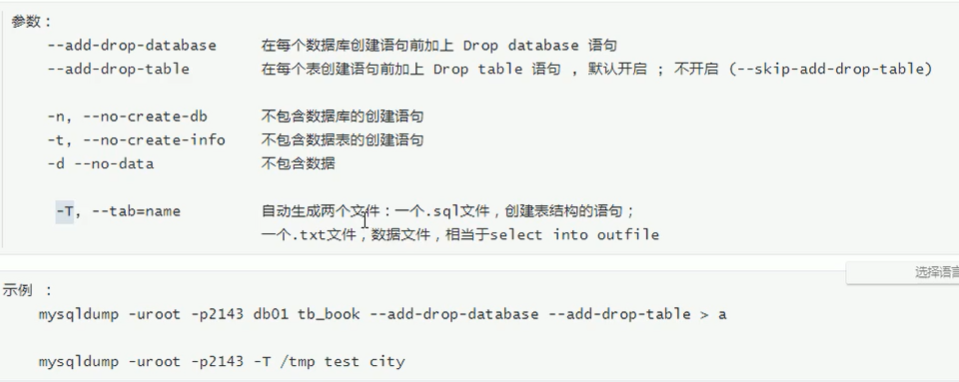 参数：
--add-drop-database 在每个数据库创建语句前加上 Drop database 语句
--add-drop-table 在每个表创建语句前加上 Drop table 语句 ，默认开启 ；不开启 (--skip-add-drop-table)
-n, --no-create-db 不包含数据库的创建语句
-t, --no-create-info 不包含数据表的创建语句
-d --no-data 不包含数据
-T, --tab=name 自动生成两个文件：一个.sql文件，创建表结构的语句；
一个.txt文件，数据文件，相当于select into outfile
选择语言
示例 ：
mysqldump -uroot -p2143 db01 tb_book --add-drop-database --add-drop-table > a
mysqldump -uroot -p2143 -T /tmp test city